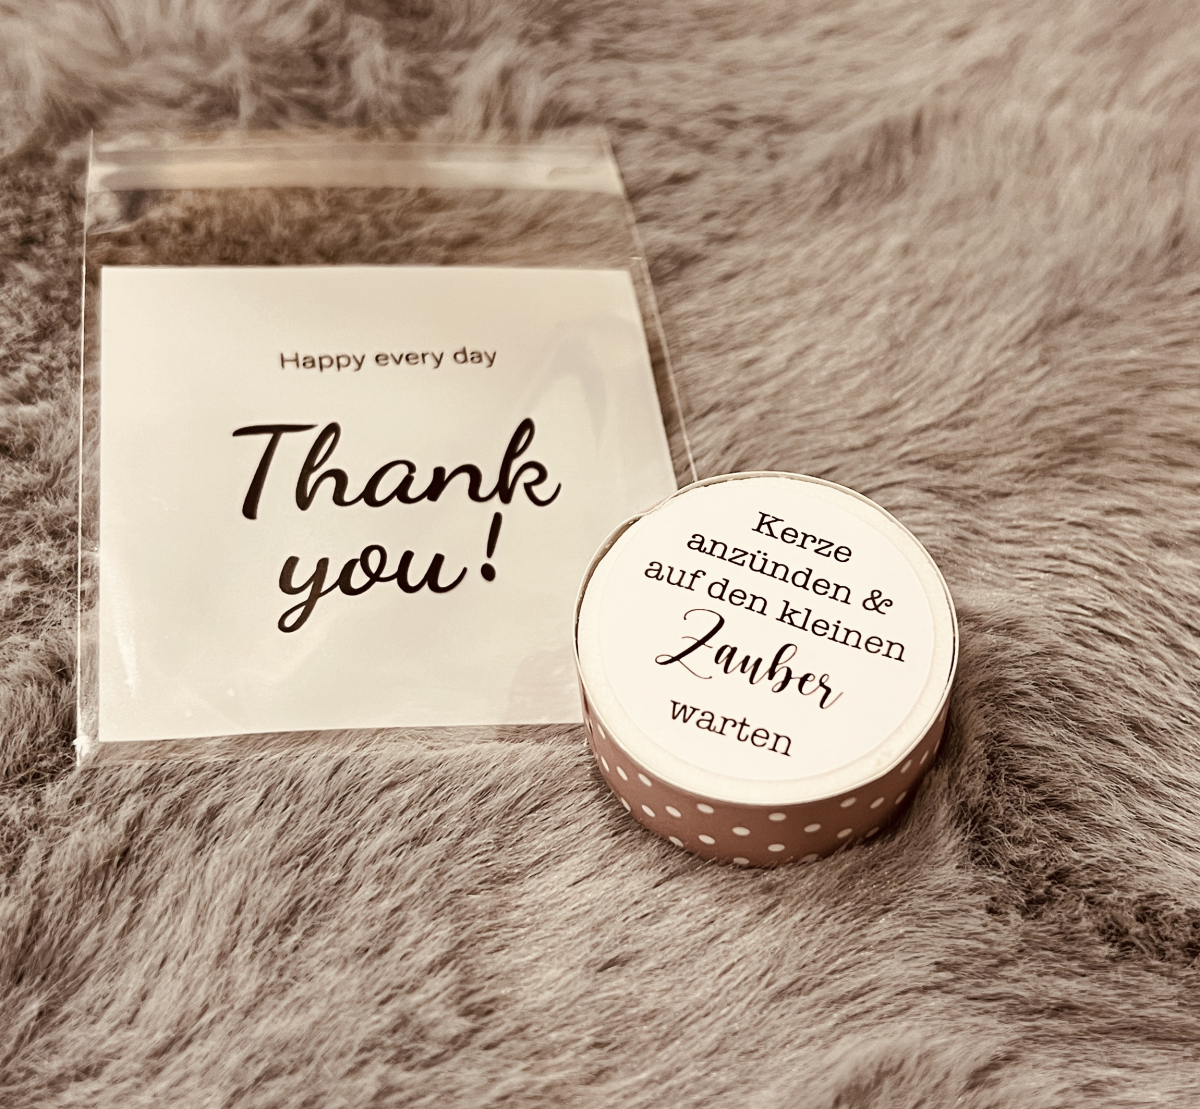 Happy every day
Thank
you!
Kerze
anzünden &
auf den kleinen
Zauber
warten